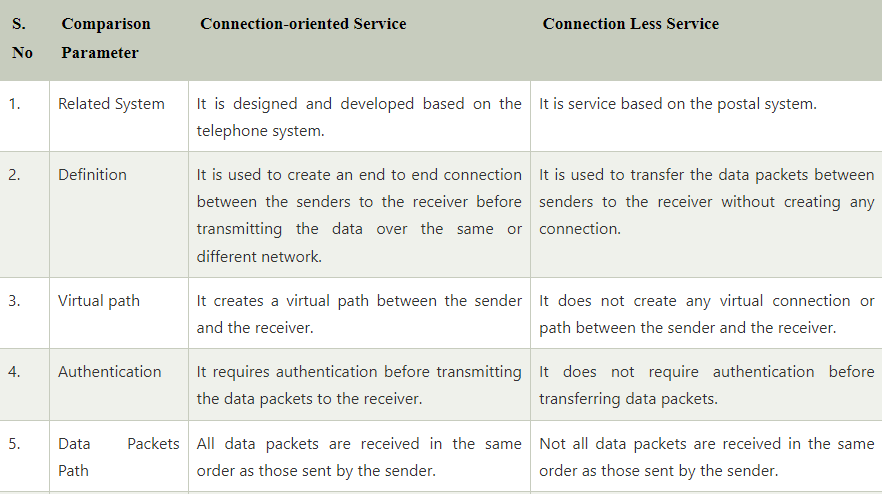 S. No Comparison Parameter Connection-oriented Service Connection Less Service
1. Related System It is designed and developed based on the telephone system. It is service based on the postal system.
2. Definition It is used to create an end to end connection between the senders to the receiver before transmitting the data over the same or different network. It is used to transfer the data packets between senders to the receiver without creating any connection.
3. Virtual path It creates a virtual path between the sender and the receiver. It does not create any virtual connection or path between the sender and the receiver.
4. Authentication It requires authentication before transmitting the data packets to the receiver. It does not require authentication before transferring data packets.
5. Data Packets Path All data packets are received in the same order as those sent by the sender. Not all data packets are received in the same order as those sent by the sender.